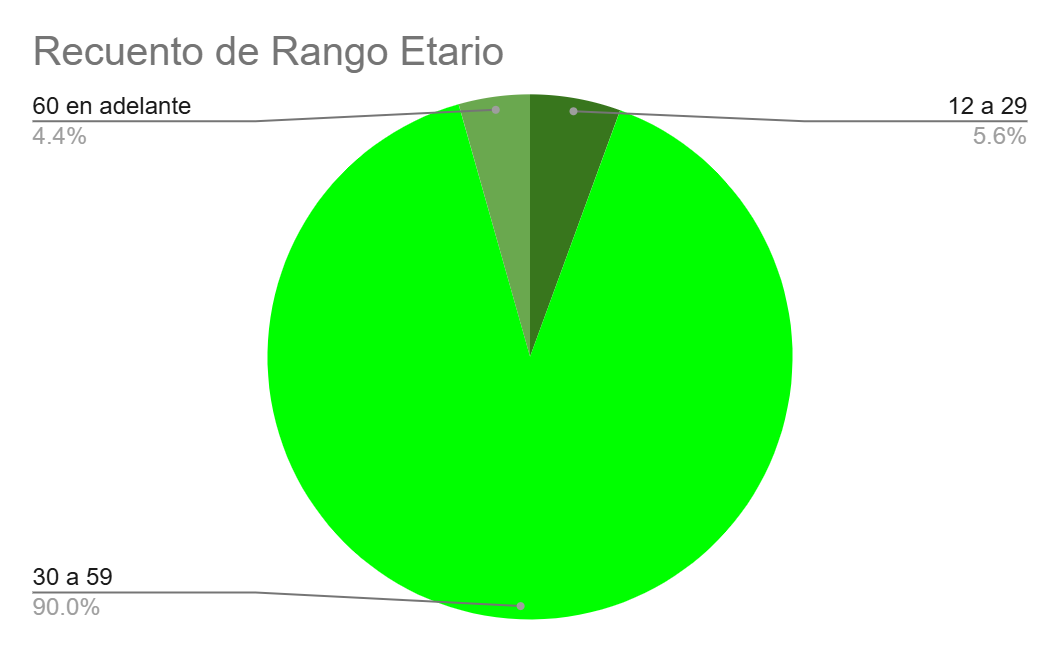 Recuento de Rango Etario
60 en adelante
4.4%
12 a 29
5.6%
30 a 59
90.0%